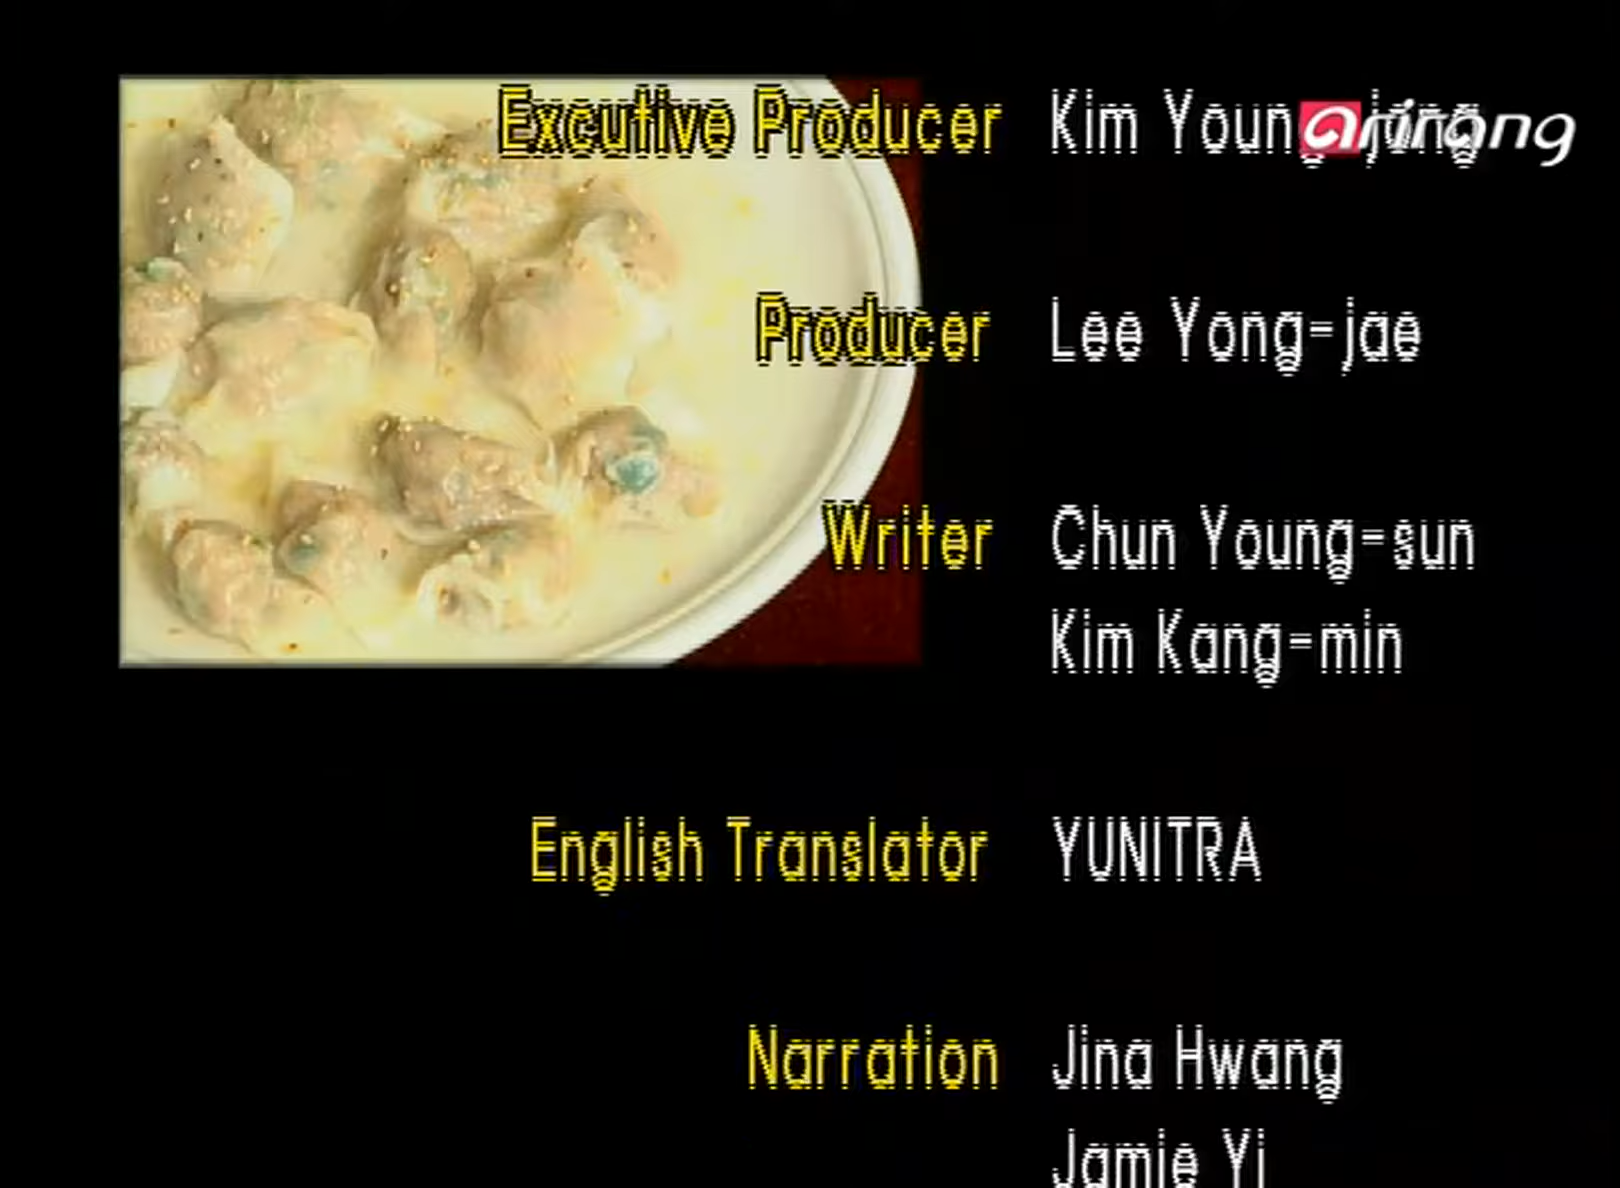 Excutive Producer Kim Young=jong
arirang
Producer Lee Yong=jae
Writer Chun Young=sun
Kim Kang=min
English Translator YUNITRA
Narration Jina Hwang
Jamie Yi